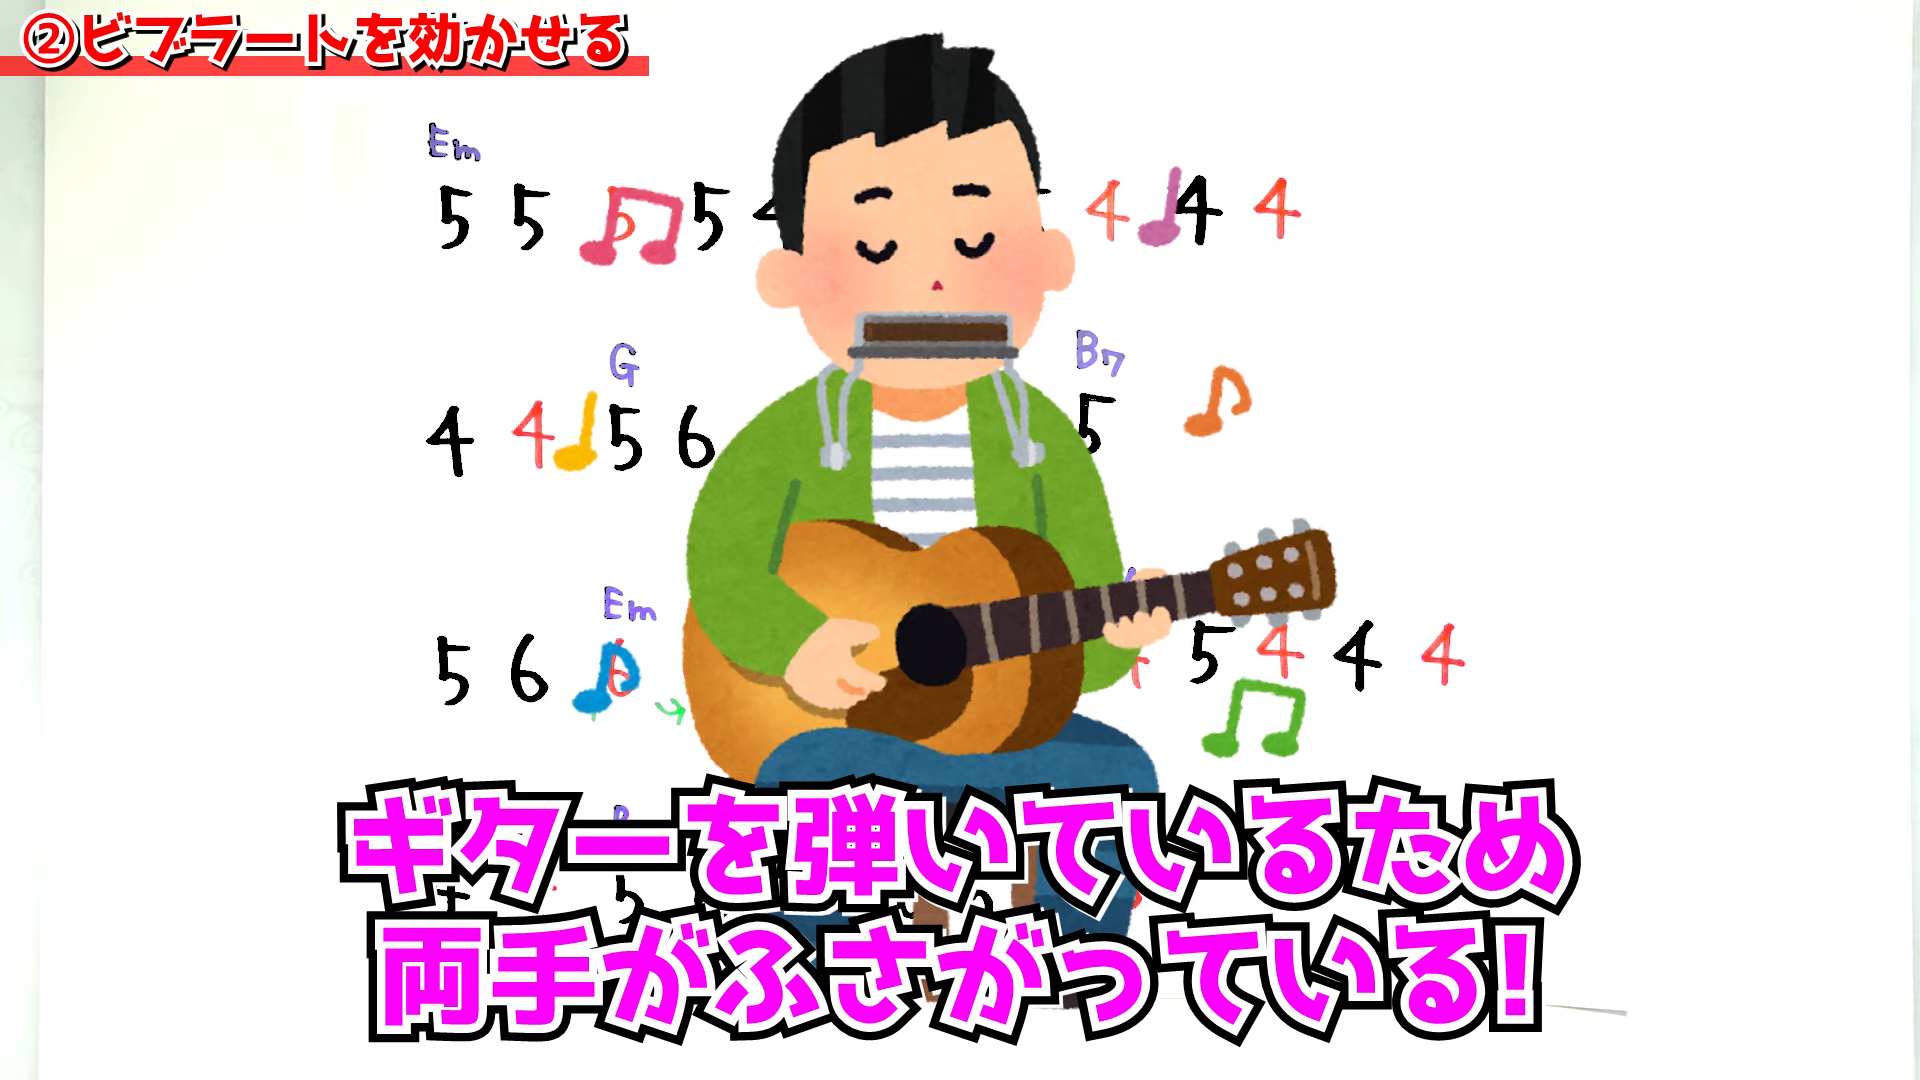 ②ビブラートを効かせる
Em
5 5 5 4 4 4
G B7
4 4 5 6 5
Em
5 6 6 5 4 4 4
5
ギターを弾いているため
両手がふさがっている!